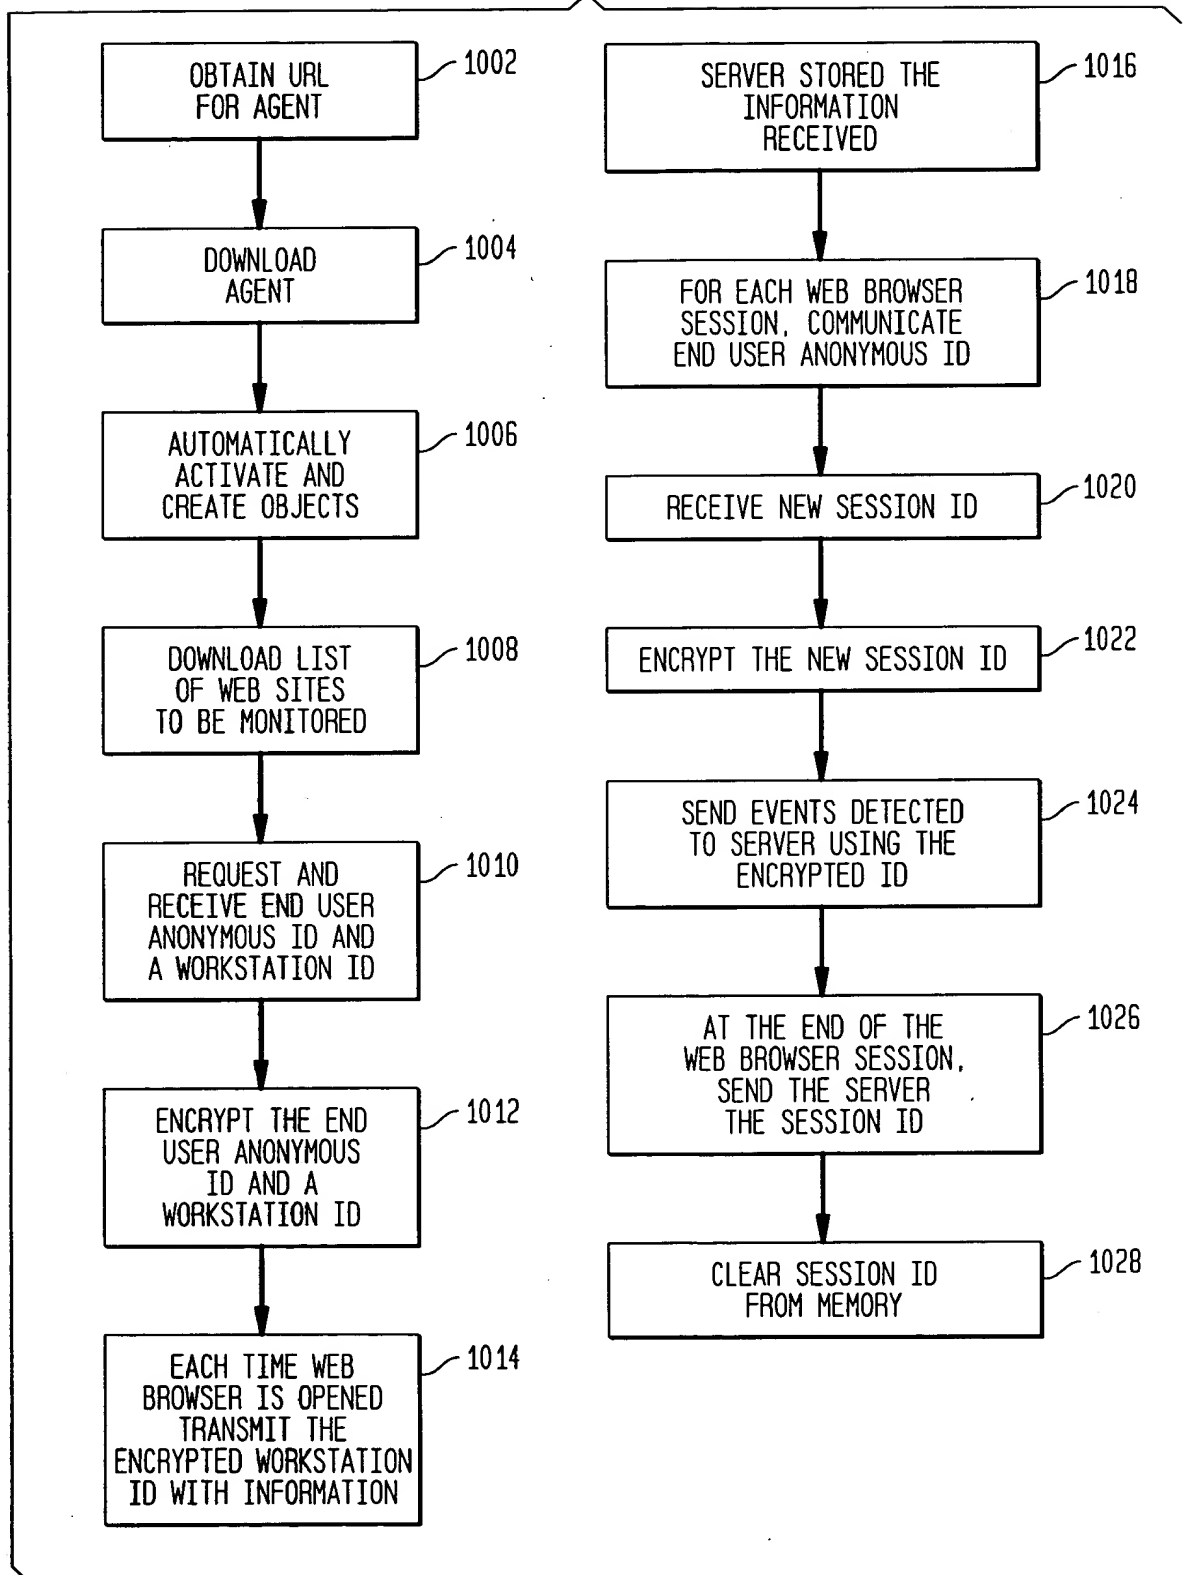 OBTAIN URL
FOR AGENT
1002
DOWNLOAD
AGENT
1004
AUTOMATICALLY
ACTIVATE AND
CREATE OBJECTS
1006
DOWNLOAD LIST
OF WEB SITES
TO BE MONITORED
1008
REQUEST AND
RECEIVE END USER
ANONYMOUS ID AND
A WORKSTATION ID
1010
ENCRYPT THE END
USER ANONYMOUS
ID AND A
WORKSTATION ID
1012
EACH TIME WEB
BROWSER IS OPENED
TRANSMIT THE
ENCRYPTED WORKSTATION
ID WITH INFORMATION
1014
SERVER STORED THE
INFORMATION
RECEIVED
1016
FOR EACH WEB BROWSER
SESSION, COMMUNICATE
END USER ANONYMOUS ID
1018
RECEIVE NEW SESSION ID
1020
ENCRYPT THE NEW SESSION ID
1022
SEND EVENTS DETECTED
TO SERVER USING THE
ENCRYPTED ID
1024
AT THE END OF THE
WEB BROWSER SESSION,
SEND THE SERVER
THE SESSION ID
1026
CLEAR SESSION ID
FROM MEMORY
1028